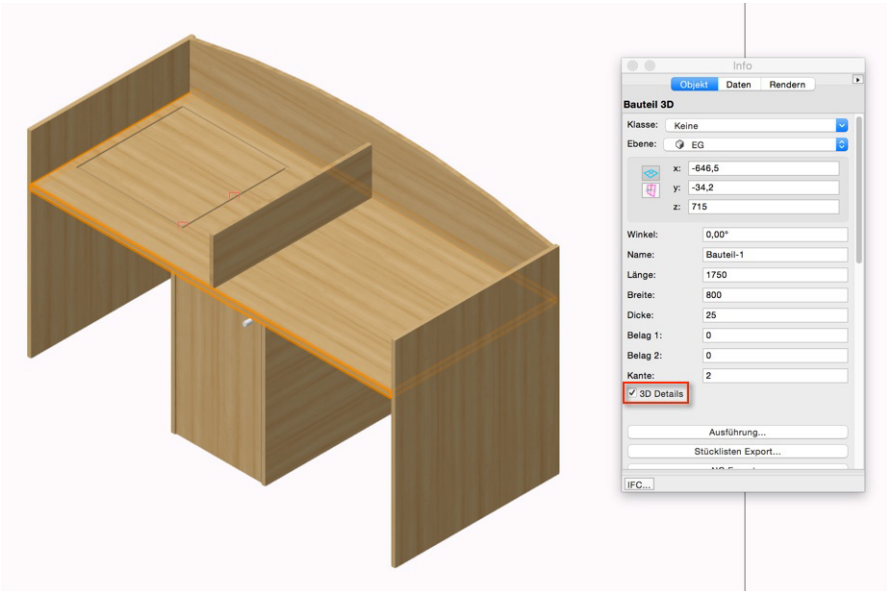 Info
Objekt Daten Rendern
Bauteil 3D
Klasse: Keine
Ebene: EG
x: -646,5
y: -34,2
z: 715
Winkel: 0,00°
Name: Bauteil-1
Länge: 1750
Breite: 800
Dicke: 25
Belag 1: 0
Belag 2: 0
Kante: 2
3D Details
Ausführung...
Stücklisten Export...
IFC...